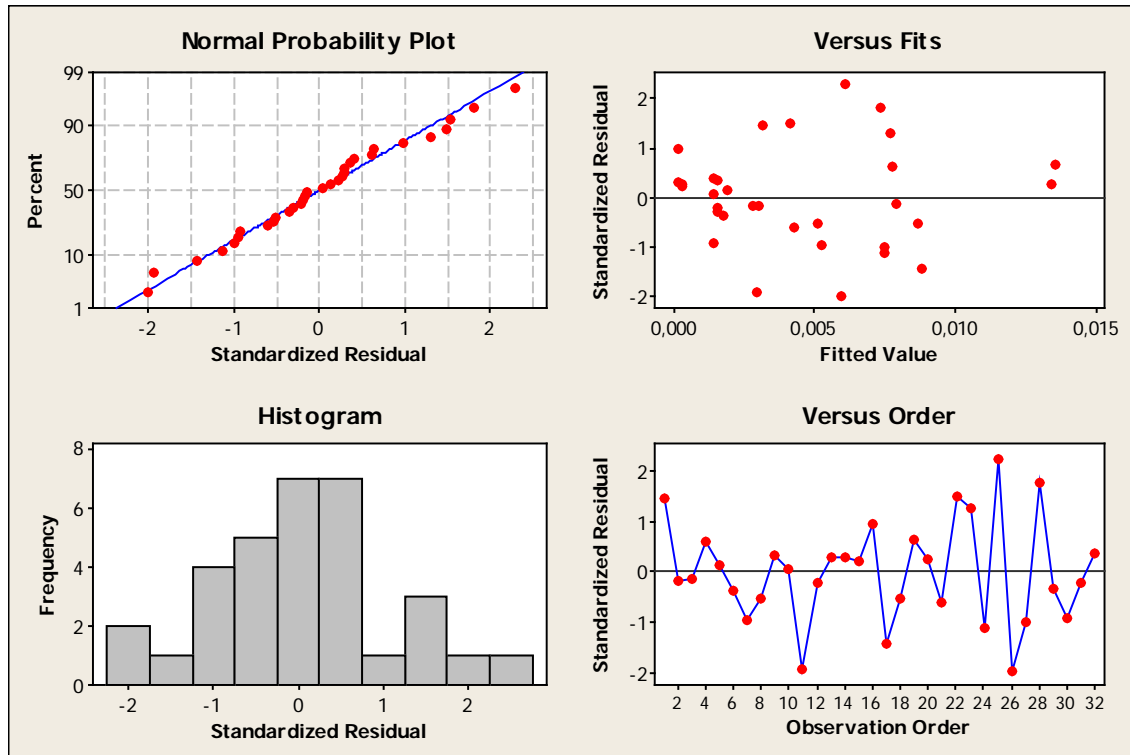 Normal Probability Plot
99
90
50
10
1
Percent
-2 -1 0 1 2
Standardized Residual
Versus Fits
2
1
0
-1
-2
Standardized Residual
0,000 0,005 0,010 0,015
Fitted Value
Histogram
8
6
4
2
0
Frequency
-2 -1 0 1 2
Standardized Residual
Versus Order
2
1
0
-1
-2
Standardized Residual
2 4 6 8 10 12 14 16 18 20 22 24 26 28 30 32
Observation Order